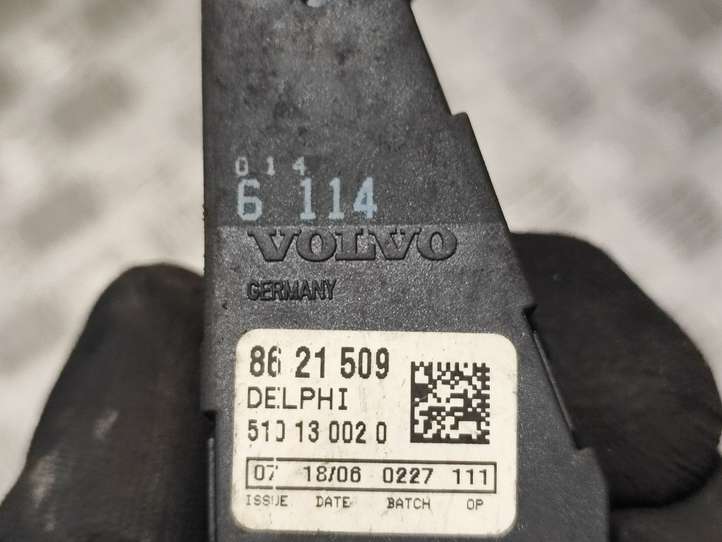 014
6 114
VOLVO
GERMANY
86 21 509
DELPHI
510 13 002 0
07 18/06 0227 111
ISSUE DATE BATCH OP